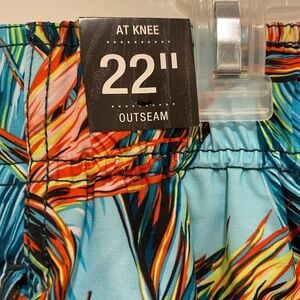 AT KNEE
22"
OUTSEAM